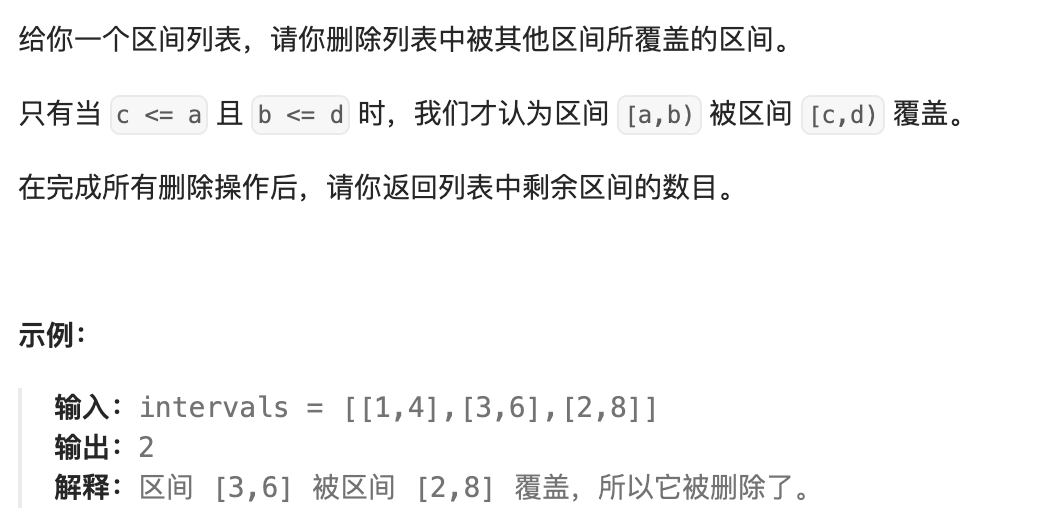 给你一个区间列表，请你删除列表中被其他区间所覆盖的区间。
只有当 c <= a 且 b <= d 时，我们才认为区间 [a,b) 被区间 [c,d) 覆盖。
在完成所有删除操作后，请你返回列表中剩余区间的数目。
示例：
输入：intervals = [[1,4],[3,6],[2,8]]
输出：2
解释：区间 [3,6] 被区间 [2,8] 覆盖，所以它被删除了。